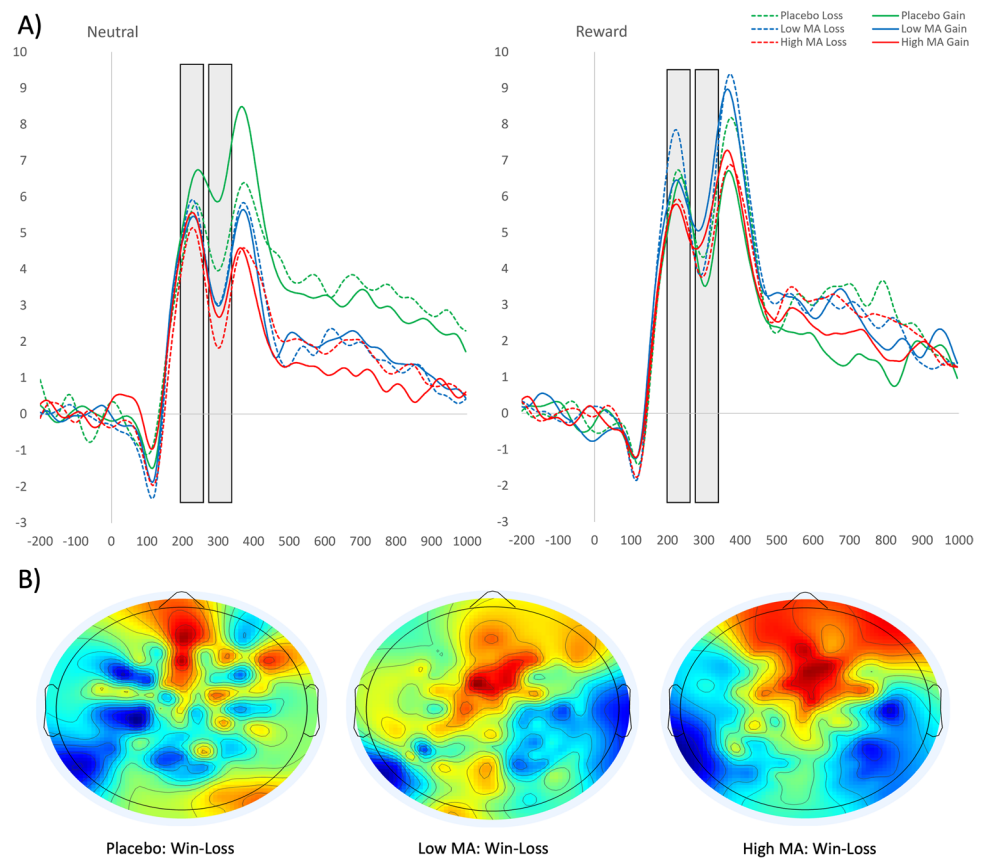 A)
Neutral
Reward
Placebo Loss Placebo Gain
Low MA Loss Low MA Gain
High MA Loss High MA Gain
10 10
9 9
8 8
7 7
6 6
5 5
4 4
3 3
2 2
1 1
0 0
-1 -1
-2 -2
-3 -3
-200 -100 0 100 200 300 400 500 600 700 800 900 1000
-200 -100 0 100 200 300 400 500 600 700 800 900 1000
B)
Placebo: Win-Loss
Low MA: Win-Loss
High MA: Win-Loss